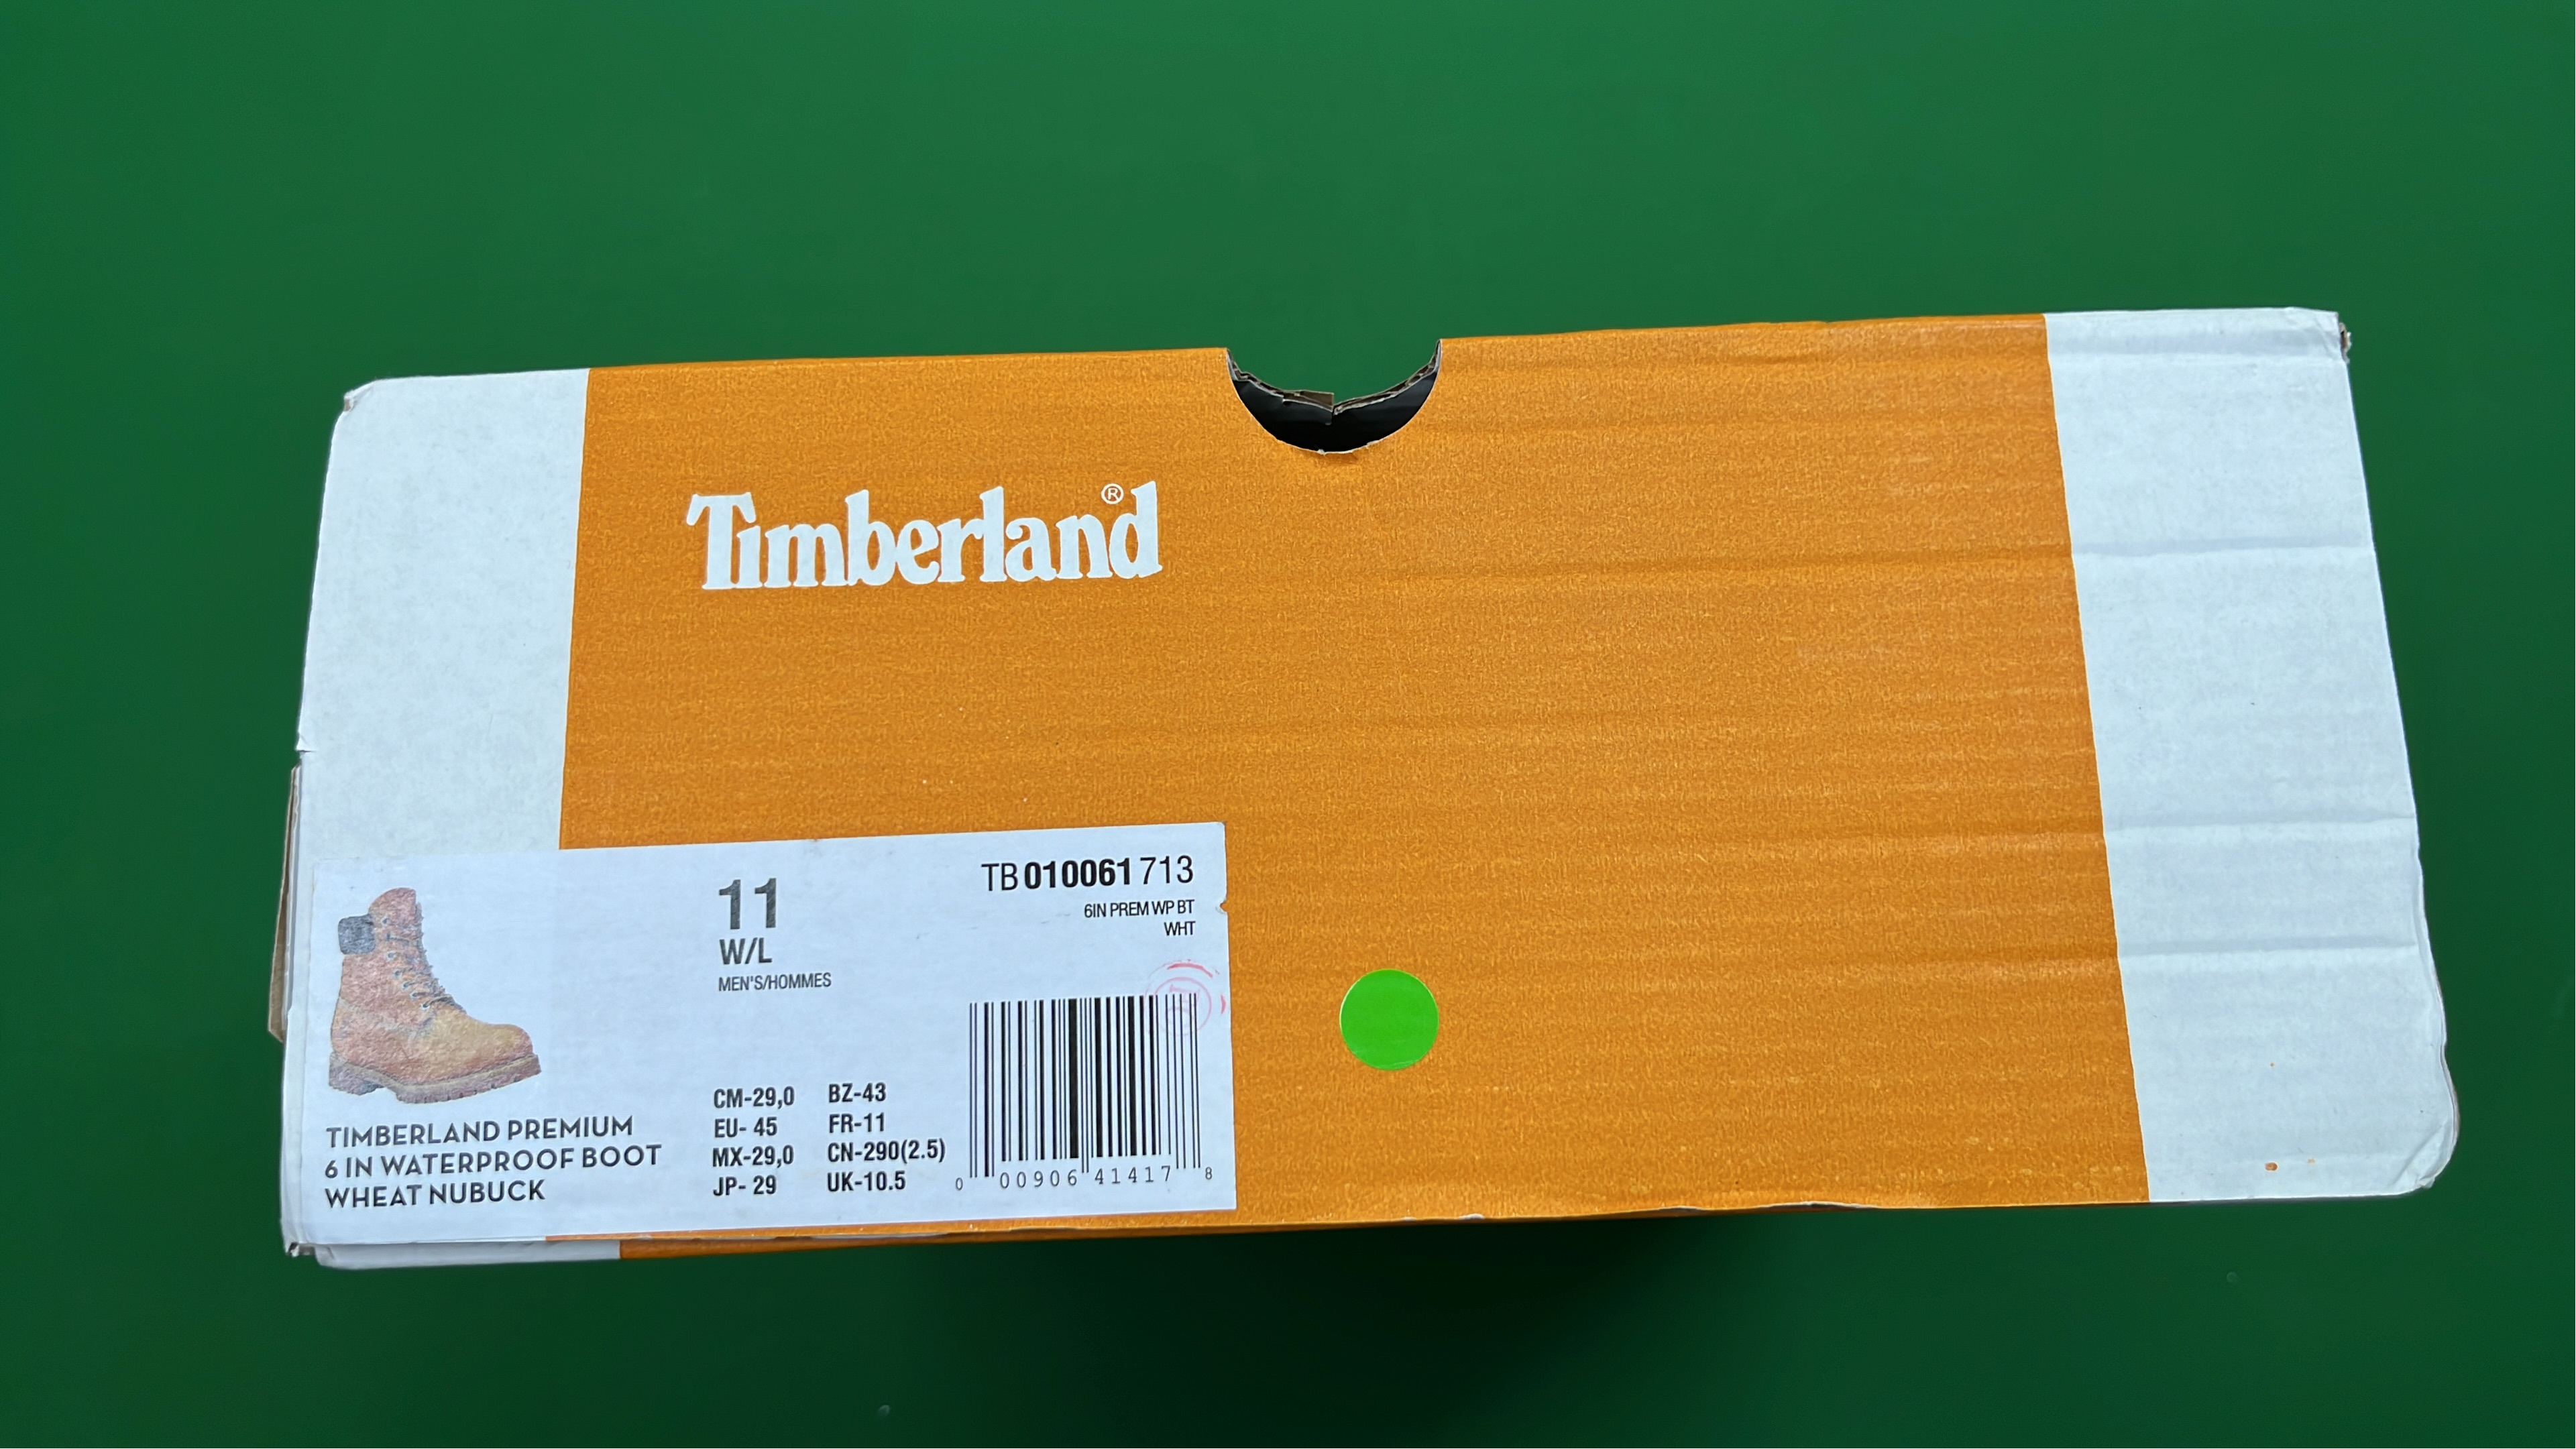 Timberland®
11
W/L
MEN'S/HOMMES
TB 010061 713
6IN PREM WP BT
WHT
TIMBERLAND PREMIUM
6 IN WATERPROOF BOOT
WHEAT NUBUCK
CM-29,0 BZ-43
EU- 45 FR-11
MX-29,0 CN-290(2.5)
JP- 29 UK-10.5
0 00906 41417 8